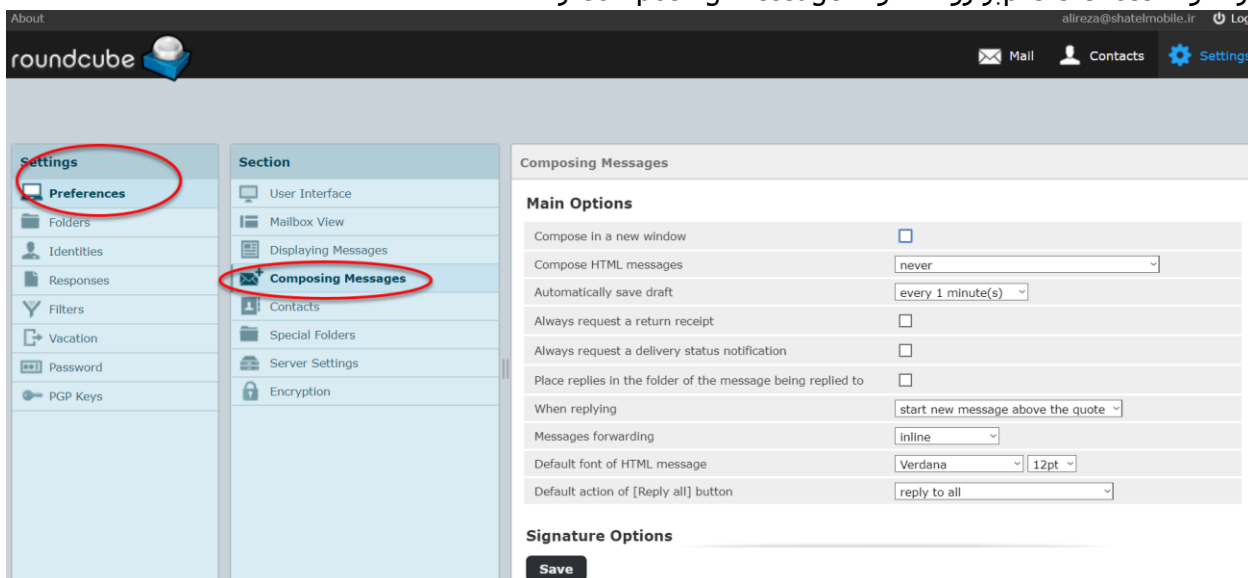 About
alireza@shatelmobile.ir
roundcube
Mail
Contacts
Settings
Settings
Preferences
Folders
Identities
Responses
Filters
Vacation
Password
PGP Keys
Section
User Interface
Mailbox View
Displaying Messages
Composing Messages
Contacts
Special Folders
Server Settings
Encryption
Composing Messages
Main Options
Compose in a new window
Compose HTML messages never
Automatically save draft every 1 minute(s)
Always request a return receipt
Always request a delivery status notification
Place replies in the folder of the message being replied to
When replying start new message above the quote
Messages forwarding inline
Default font of HTML message Verdana 12pt
Default action of [Reply all] button reply to all
Signature Options
Save